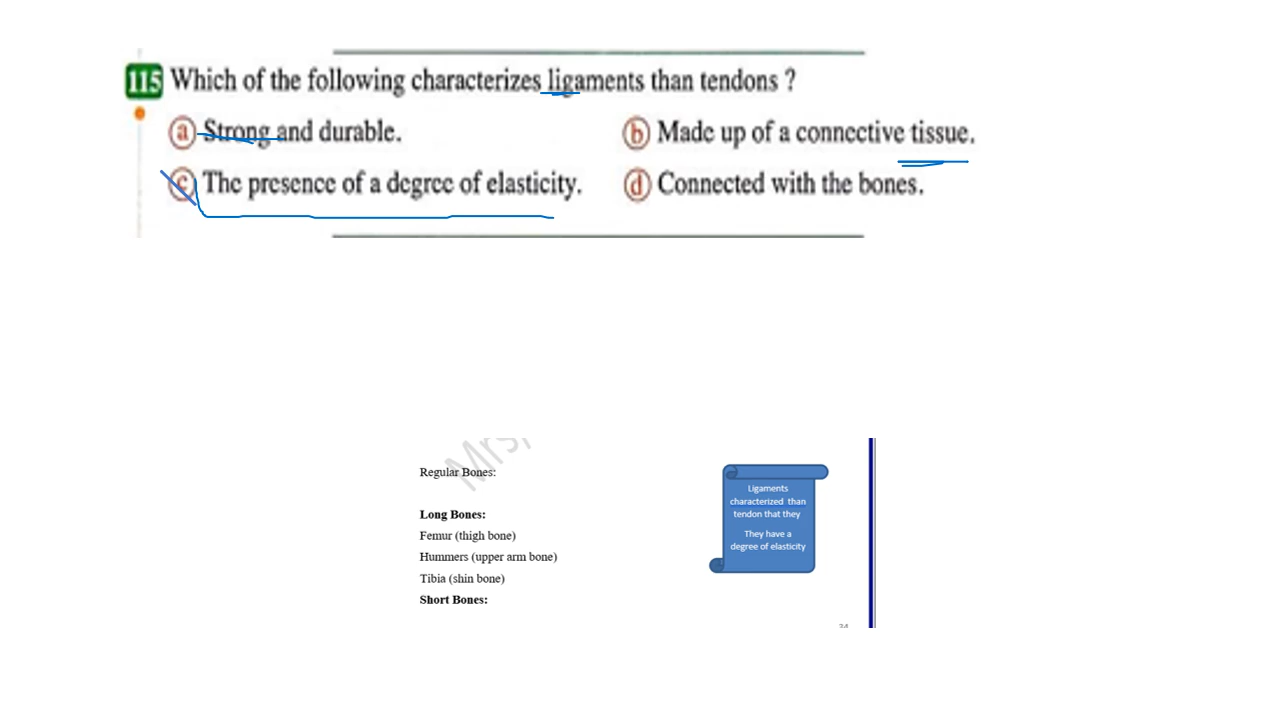 115 Which of the following characterizes ligaments than tendons ?
a Strong and durable.
b Made up of a connective tissue.
c The presence of a degree of elasticity.
d Connected with the bones.
Regular Bones:
Long Bones:
Femur (thigh bone)
Hummers (upper arm bone)
Tibia (shin bone)
Short Bones:
Ligaments
characterized than
tendon that they
They have a
degree of elasticity